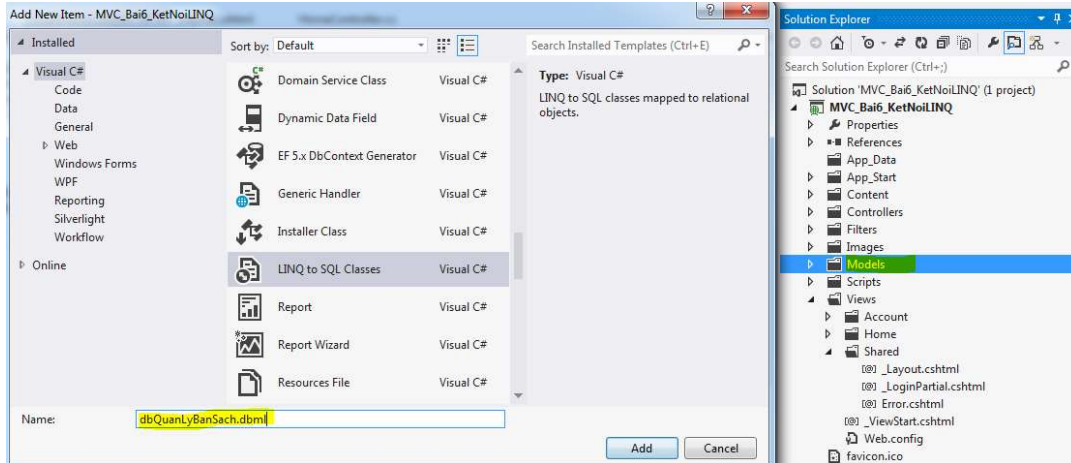 Add New Item - MVC_Bai6_KetNoiLINQ
Installed
Visual C#
Code
Data
General
Web
Windows Forms
WPF
Reporting
Silverlight
Workflow
Online
Sort by: Default
Search Installed Templates (Ctrl+E)
Domain Service Class Visual C#
Dynamic Data Field Visual C#
EF 5.x DbContext Generator Visual C#
Generic Handler Visual C#
Installer Class Visual C#
LINQ to SQL Classes Visual C#
Report Visual C#
Report Wizard Visual C#
Resources File Visual C#
Type: Visual C#
LINQ to SQL classes mapped to relational
objects.
Name: dbQuanLyBanSach.dbml
Add Cancel
Solution Explorer
Search Solution Explorer (Ctrl+;)
Solution 'MVC_Bai6_KetNoiLINQ' (1 project)
MVC_Bai6_KetNoiLINQ
Properties
References
App_Data
App_Start
Content
Controllers
Filters
Images
Models
Scripts
Views
Account
Home
Shared
_Layout.cshtml
_LoginPartial.cshtml
Error.cshtml
_ViewStart.cshtml
Web.config
favicon.ico